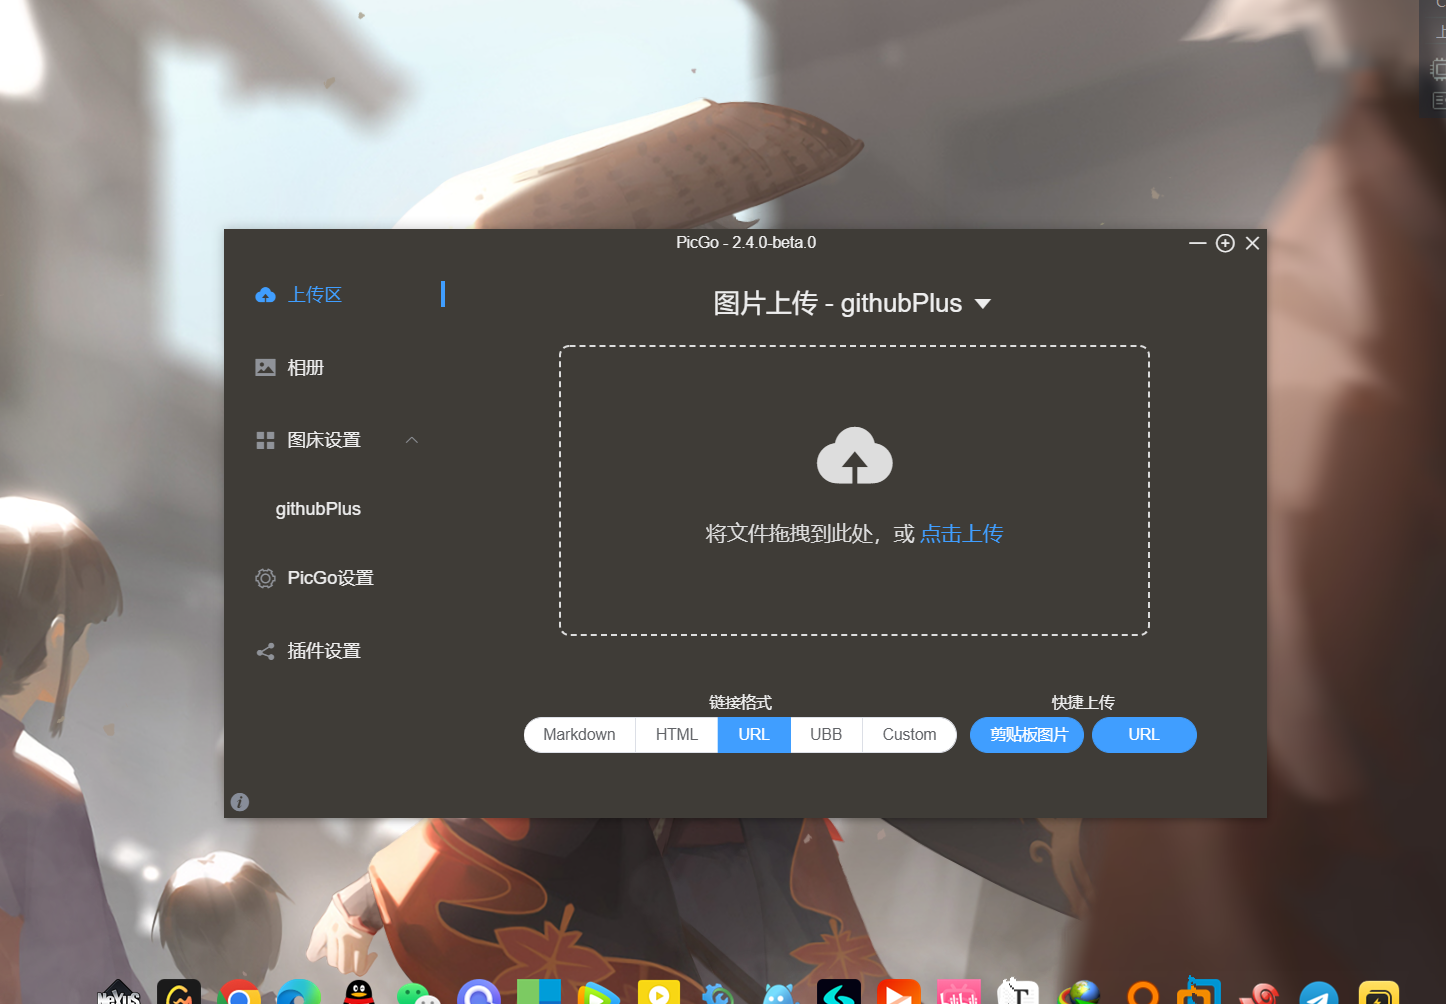 PicGo - 2.4.0-beta.0
上传区
图片上传 - githubPlus
相册
图床设置
githubPlus
将文件拖拽到此处，或 点击上传
PicGo设置
插件设置
链接格式
快捷上传
Markdown
HTML
URL
UBB
Custom
剪贴板图片
URL
NeXuS